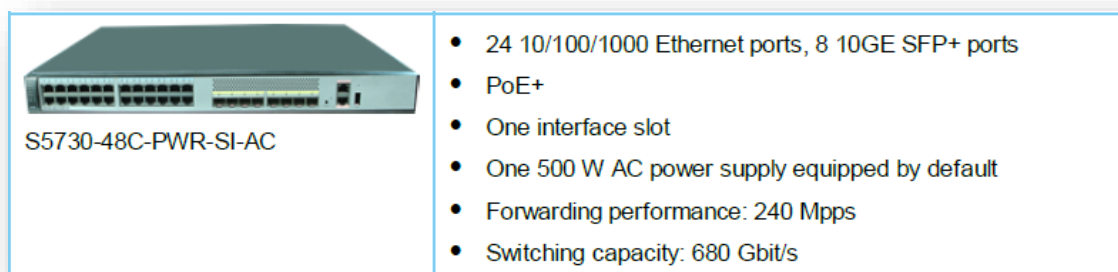 S5730-48C-PWR-SI-AC
• 24 10/100/1000 Ethernet ports, 8 10GE SFP+ ports
• PoE+
• One interface slot
• One 500 W AC power supply equipped by default
• Forwarding performance: 240 Mpps
• Switching capacity: 680 Gbit/s